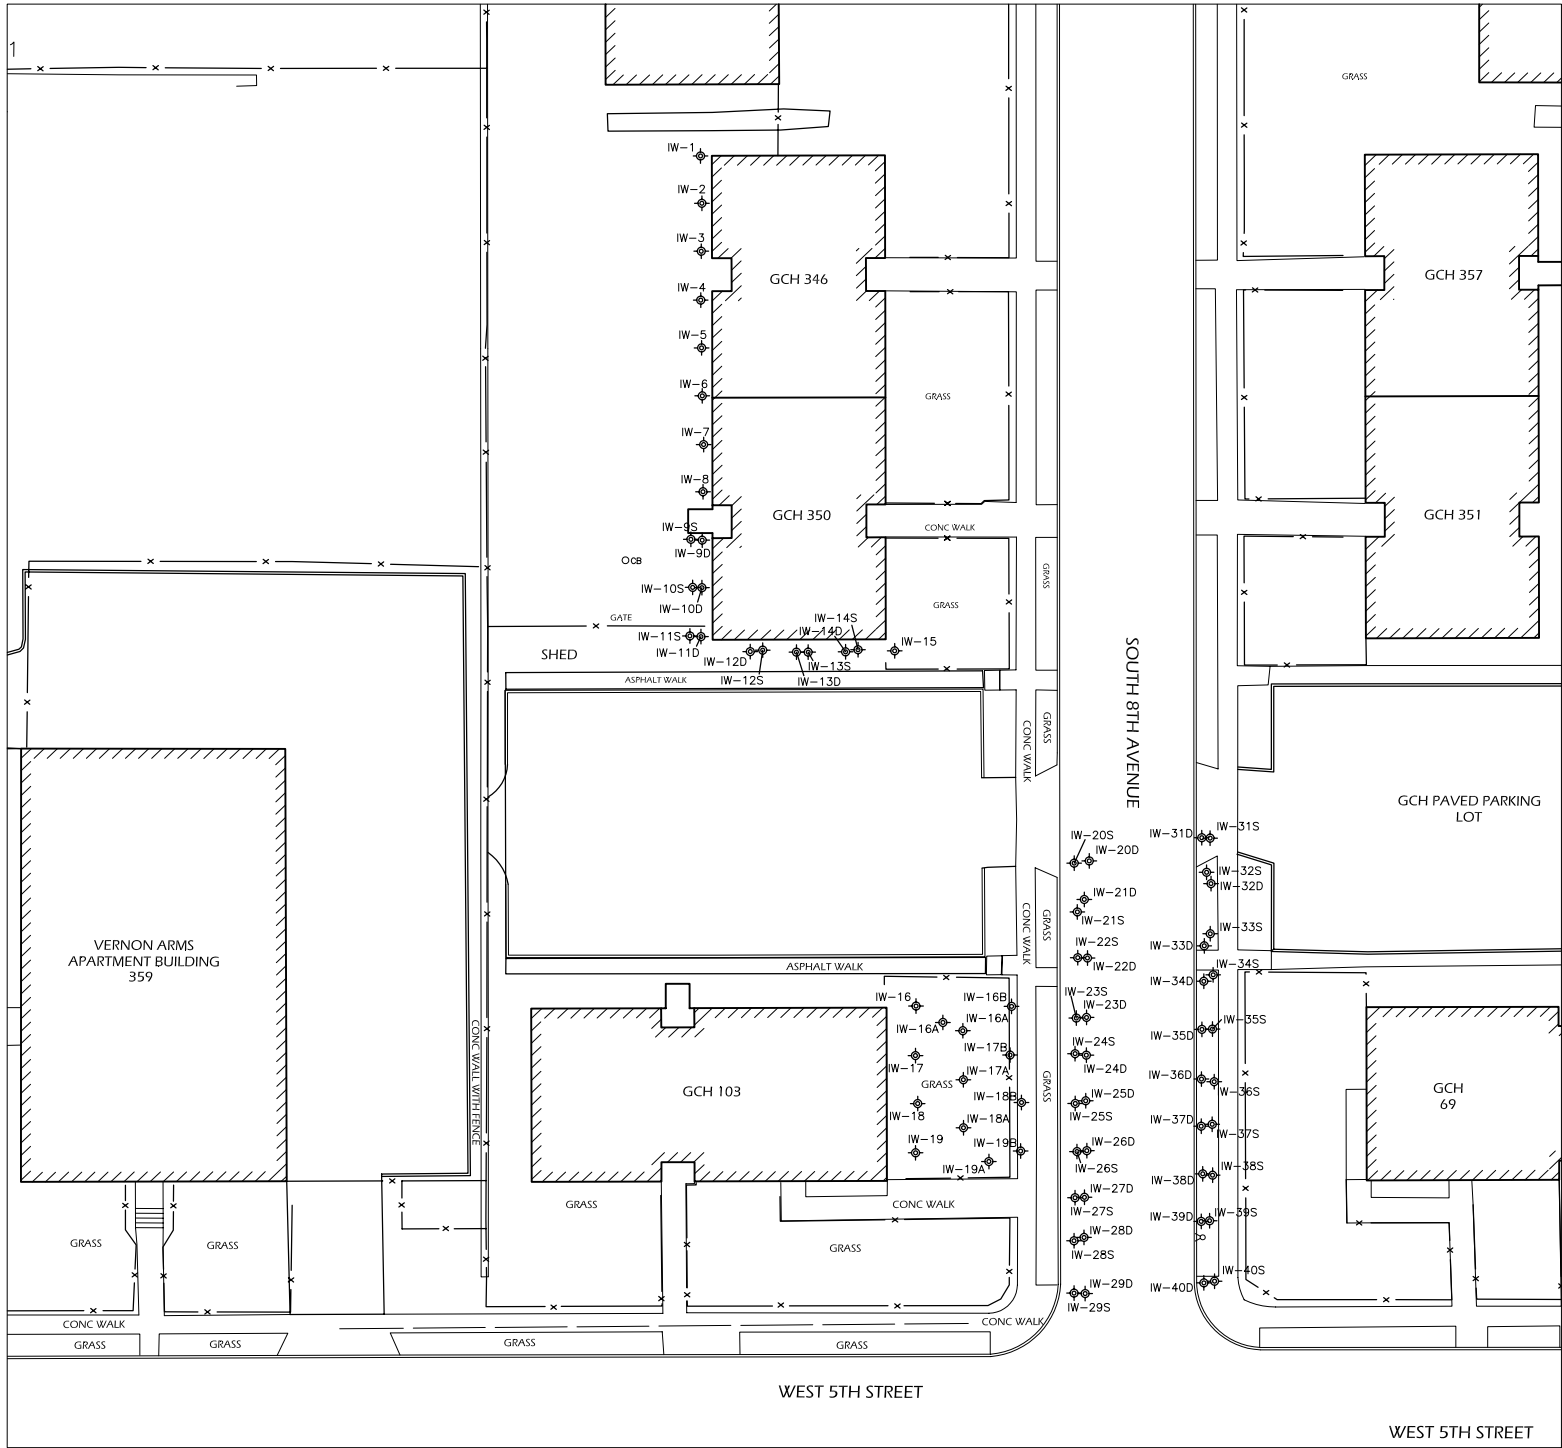 1
GRASS
IW-1
IW-2
IW-3
GCH 346
GCH 357
IW-4
IW-5
IW-6
GRASS
IW-7
IW-8
GCH 350
GCH 351
IW-9S
CONC WALK
IW-9D
OCB
GRASS
IW-10S
IW-10D
GRASS
GATE
IW-14S
IW-14D
IW-11S
IW-15
IW-11D
SHED
IW-12D
IW-13S
ASPHALT WALK
IW-12S
IW-13D
SOUTH 8TH AVENUE
GRASS
CONC WALK
GCH PAVED PARKING
LOT
IW-20S
IW-31D
IW-31S
IW-20D
IW-32S
IW-32D
IW-21D
IW-21S
CONC WALK
GRASS
IW-33S
IW-22S
IW-33D
VERNON ARMS
APARTMENT BUILDING
359
ASPHALT WALK
IW-22D
IW-34S
IW-34D
IW-23S
IW-16
IW-16B
IW-23D
IW-16A
IW-16A
IW-35S
IW-35D
CONC WALL WITH FENCE
IW-24S
IW-17B
IW-17
IW-24D
IW-17A
IW-36D
GRASS
GRASS
GCH 103
GCH
69
W-36S
IW-18B
IW-25D
IW-18
IW-25S
IW-18A
IW-37D
IW-37S
IW-19
IW-19B
IW-26D
IW-19A
IW-26S
IW-38S
IW-38D
IW-27D
GRASS
CONC WALK
IW-27S
IW-39D
IW-39S
IW-28D
GRASS
GRASS
GRASS
IW-28S
IW-40S
IW-29D
IW-40D
IW-29S
CONC WALK
CONC WALK
GRASS
GRASS
GRASS
GRASS
WEST 5TH STREET
WEST 5TH STREET